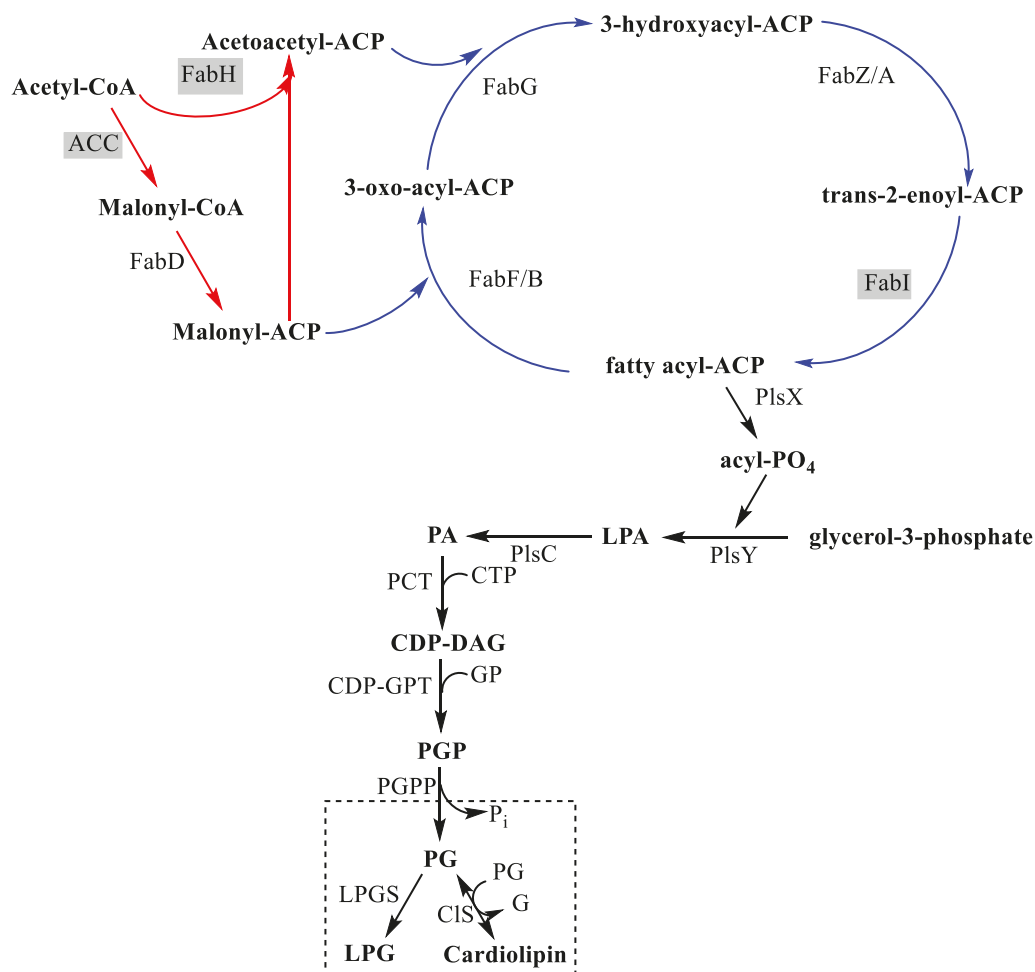 3-hydroxyacyl-ACP
Acetoacetyl-ACP
FabH
FabG
FabZ/A
Acetyl-CoA
ACC
3-oxo-acyl-ACP
trans-2-enoyl-ACP
Malonyl-CoA
FabD
FabF/B
FabI
Malonyl-ACP
fatty acyl-ACP
PlsX
acyl-PO₄
PA
LPA
glycerol-3-phosphate
PlsC
PlsY
PCT
CTP
CDP-DAG
CDP-GPT
GP
PGP
PGPP
Pᵢ
PG
PG
LPGS
ClS
G
LPG
Cardiolipin